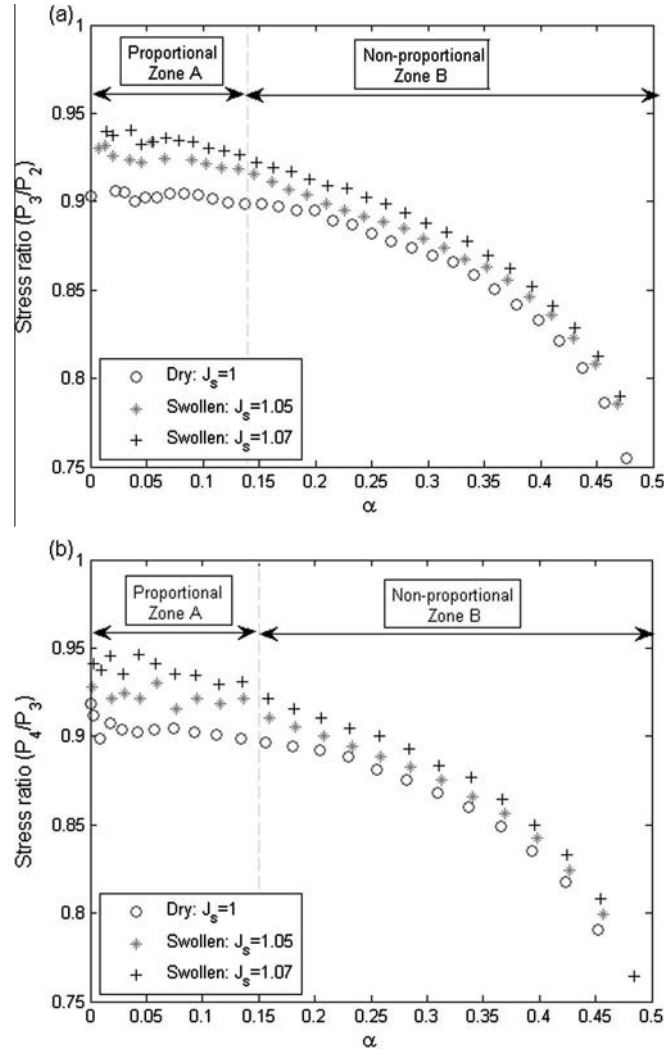 (a)
1
0.95
0.9
0.85
0.8
0.75
Stress ratio (P3/P2)
Proportional
Zone A
Non-proportional
Zone B
Dry: Js=1
Swollen: Js=1.05
Swollen: Js=1.07
0 0.05 0.1 0.15 0.2 0.25 0.3 0.35 0.4 0.45 0.5
α
(b)
1
0.95
0.9
0.85
0.8
0.75
Stress ratio (P4/P3)
Proportional
Zone A
Non-proportional
Zone B
Dry: Js=1
Swollen: Js=1.05
Swollen: Js=1.07
0 0.05 0.1 0.15 0.2 0.25 0.3 0.35 0.4 0.45 0.5
α